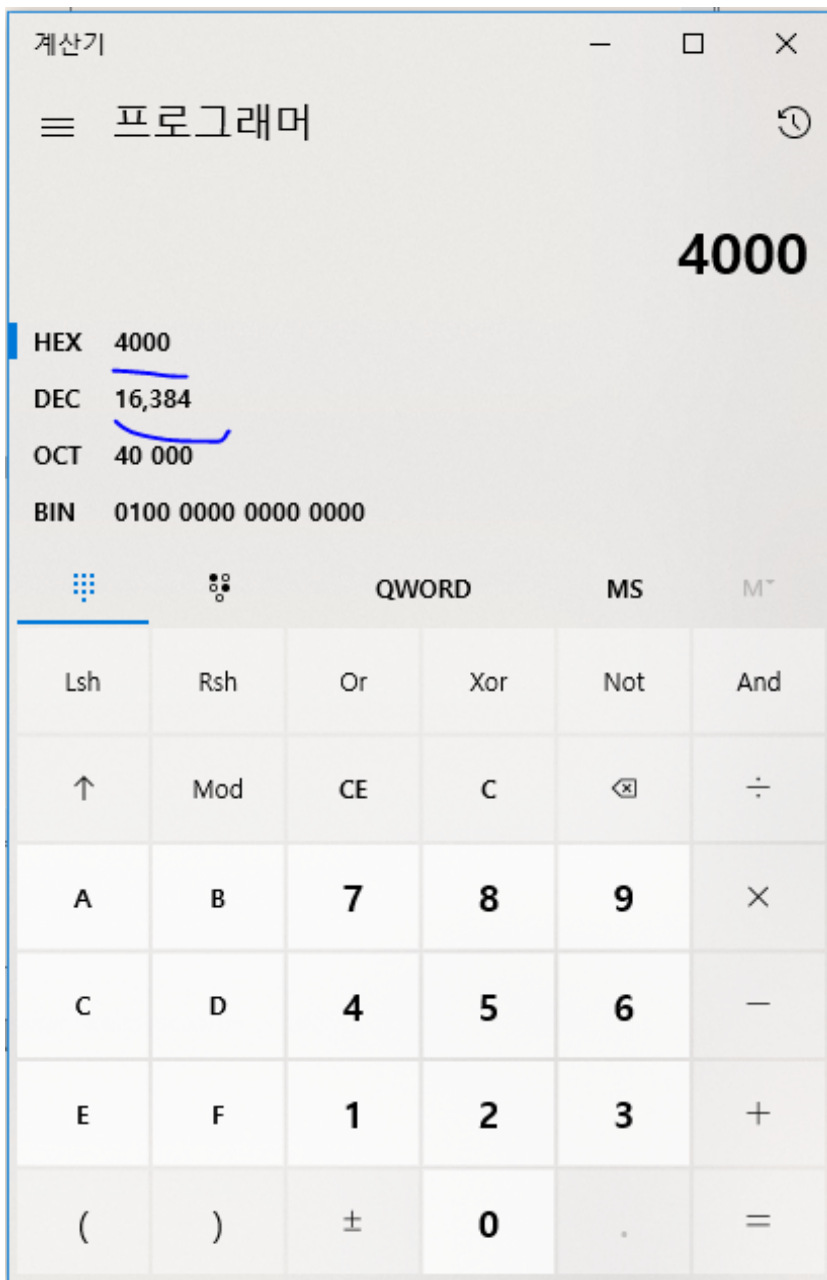 계산기
프로그래머
4000
HEX 4000
DEC 16,384
OCT 40 000
BIN 0100 0000 0000 0000
QWORD MS M
Lsh Rsh Or Xor Not And
↑ Mod CE C ÷
A B 7 8 9 ×
C D 4 5 6 −
E F 1 2 3 +
( ) ± 0 . =